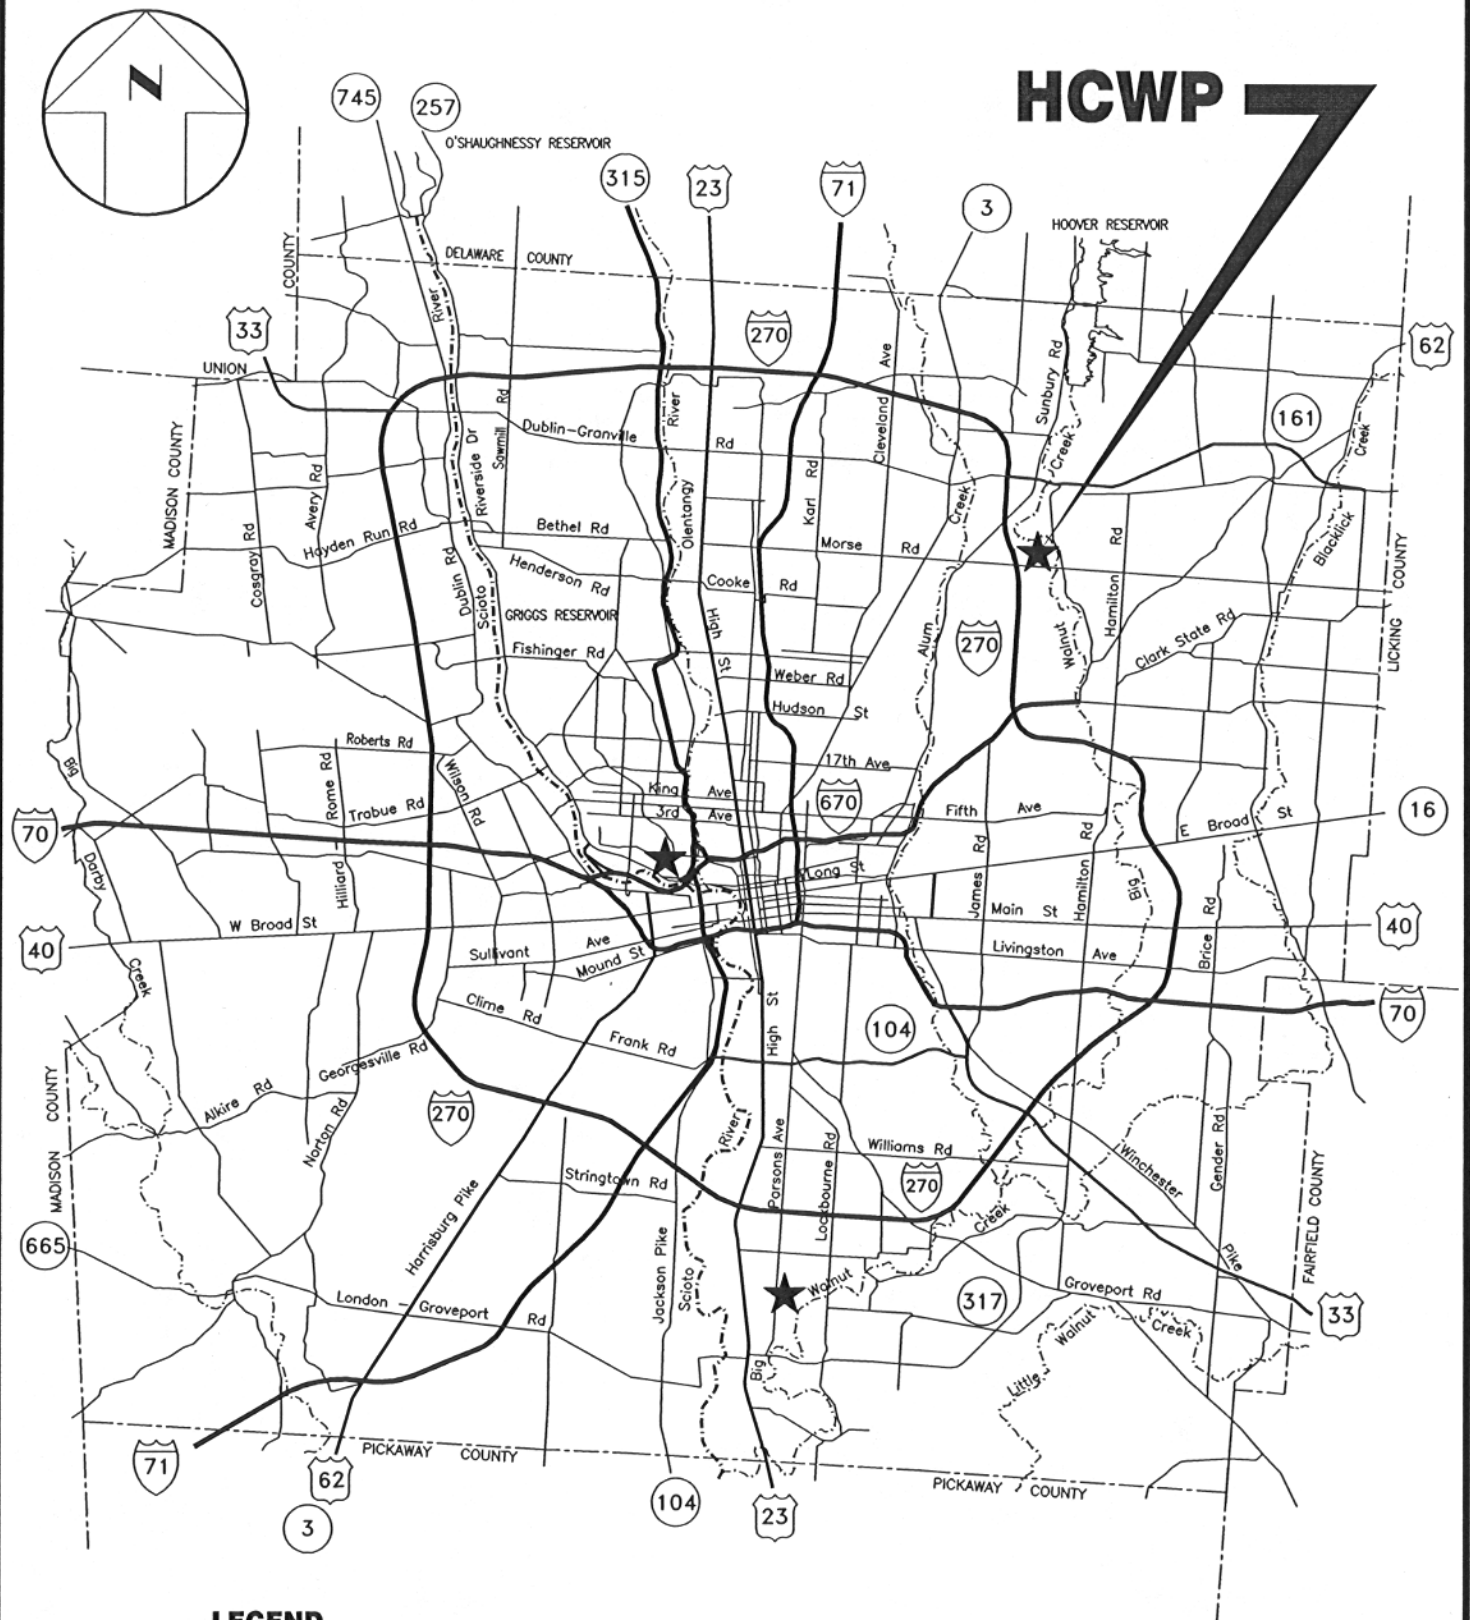 N
HCWP
745
257
O'SHAUGHNESSY RESERVOIR
315
23
71
3
HOOVER RESERVOIR
COUNTY
DELAWARE COUNTY
River
33
270
62
UNION
Ave
Sunbury Rd
161
MADISON COUNTY
Rd
Sawmill
Riverside Dr
Dublin-Granville Rd
River
Cleveland
Creek
Creek
Avery Rd
Cosgray Rd
Hayden Run Rd
Bethel Rd
Olentangy
Karl Rd
Morse Rd
Creek
Rd
Hamilton
Blacklick
COUNTY
LICKING
Dublin Rd
Scioto
Henderson Rd
Cooke Rd
GRIGGS RESERVOIR
High St
Fishinger Rd
Weber Rd
Hudson St
Alum
270
Walnut
Clark State Rd
Roberts Rd
Big
Rome Rd
Wilson Rd
Trabue Rd
17th Ave
King Ave
3rd Ave
670
Fifth Ave
16
70
E Broad St
Darby
Hilliard
Long St
James Rd
Hamilton Rd
Big
Main St
W Broad St
40
40
Sullivant Ave
Mound St
Livingston Ave
Brice Rd
Creek
Clime Rd
Frank Rd
High St
104
70
Georgesville Rd
Alkire Rd
270
MADISON COUNTY
Norton Rd
River
Parsons Ave
Lockbourne Rd
Williams Rd
Winchester
Pike
Gender Rd
Stringtown Rd
270
Creek
FAIRFIELD COUNTY
665
Harrisburg Pike
Jackson Pike
Scioto
Walnut
317
Groveport Rd
London - Groveport Rd
Walnut
Creek
33
Big
Little
71
62
PICKAWAY COUNTY
PICKAWAY COUNTY
3
104
23
LEGEND